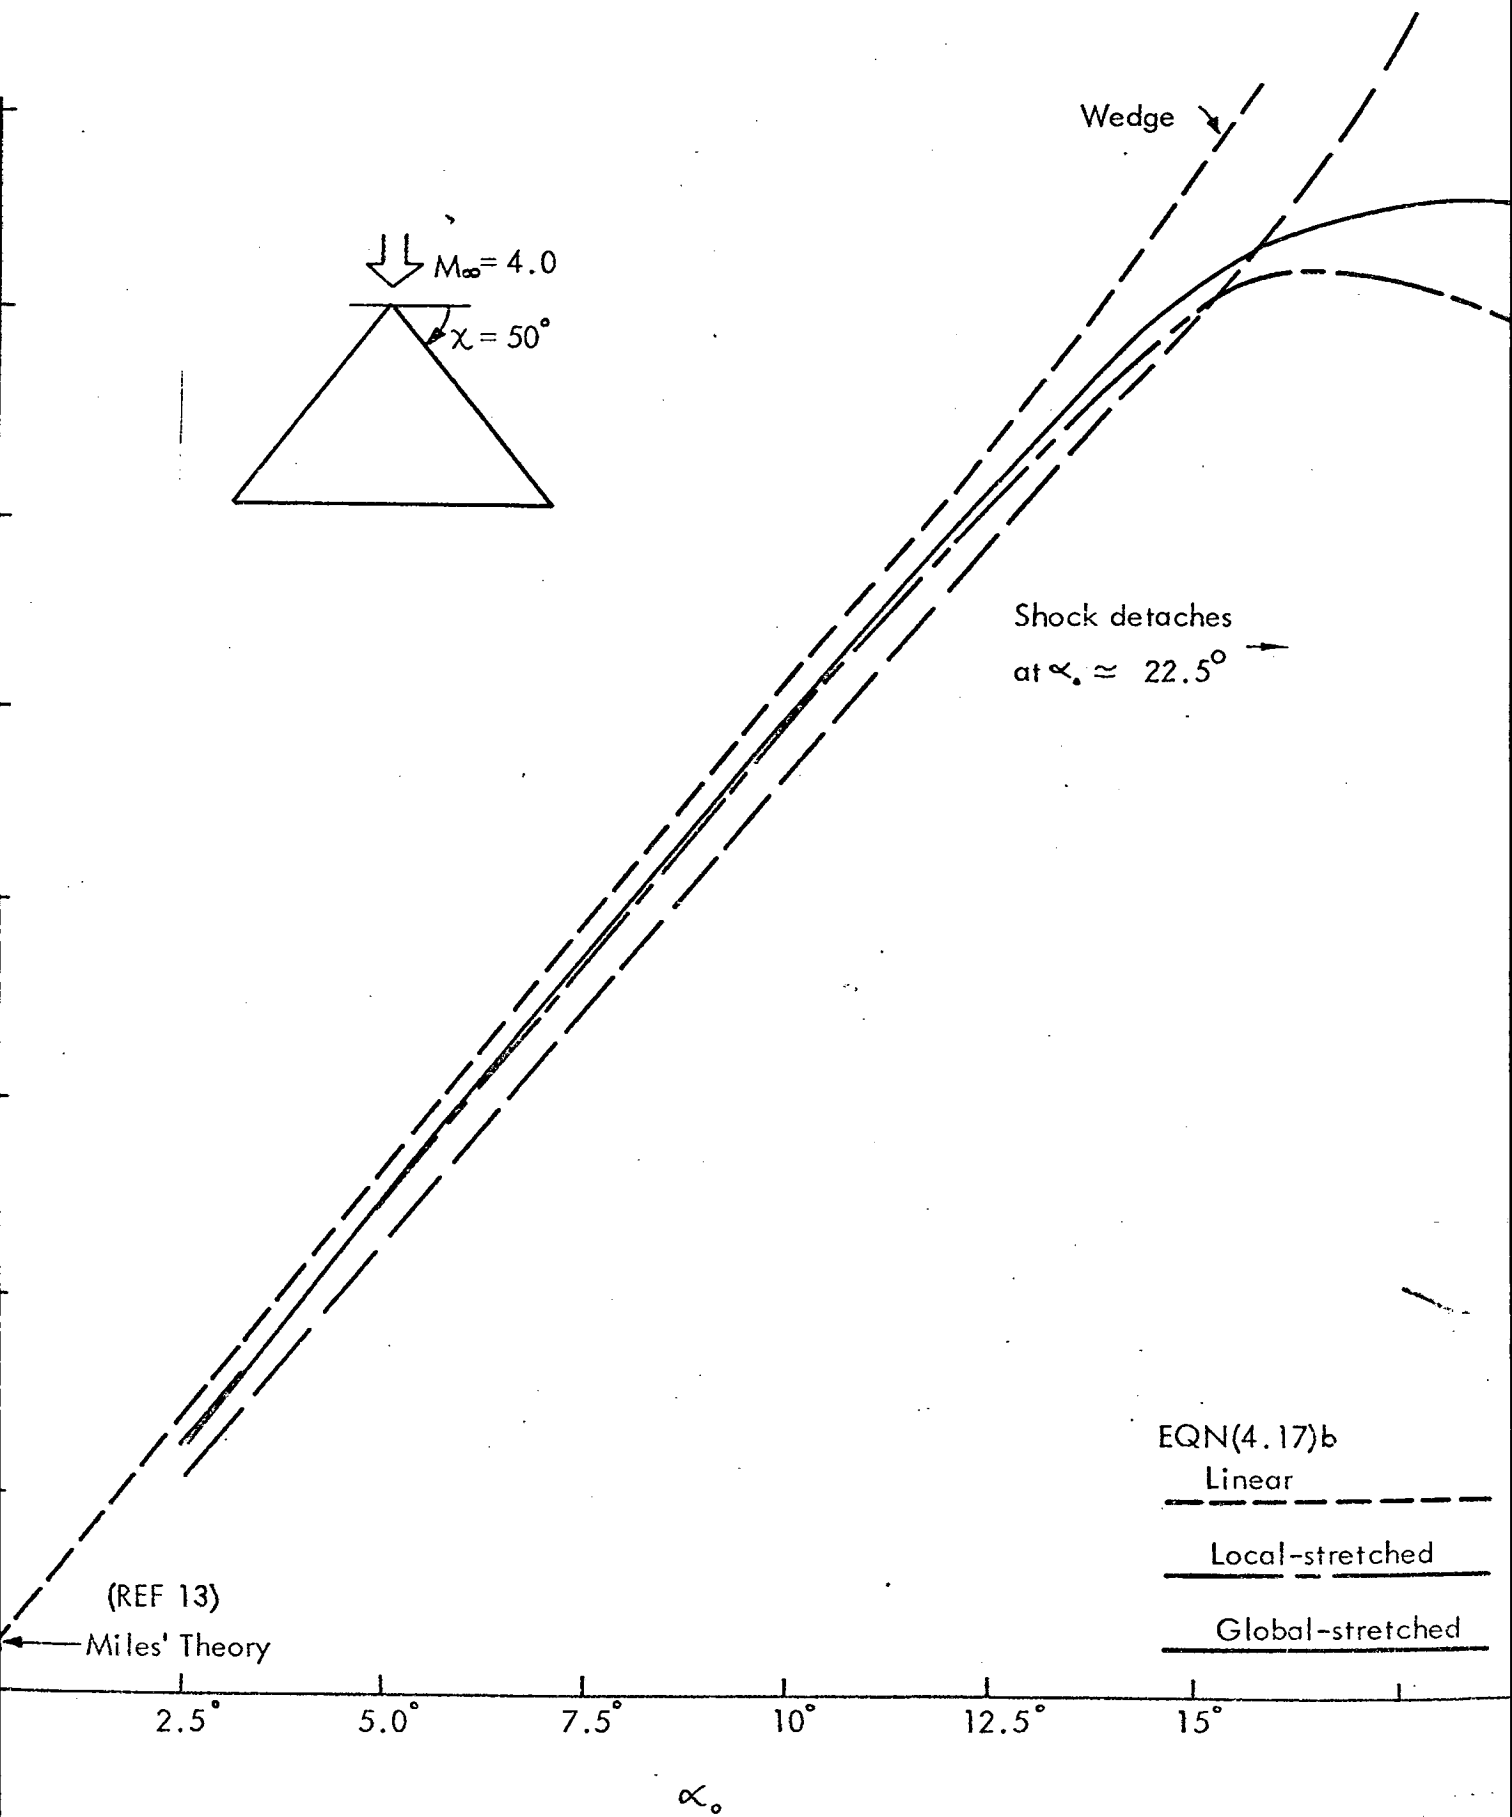 Wedge
M∞= 4.0
χ = 50°
Shock detaches
at α₀ ≃ 22.5°
EQN(4.17)b
Linear
Local-stretched
Global-stretched
(REF 13)
Miles' Theory
2.5° 5.0° 7.5° 10° 12.5° 15°
α₀